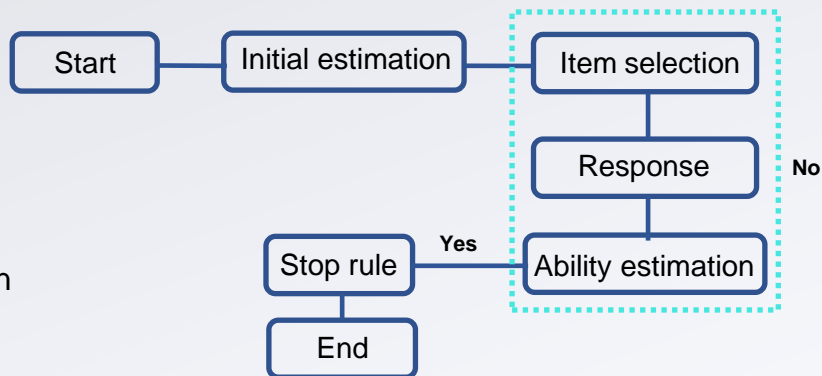 Start
Initial estimation
Item selection
Response
No
Yes
Stop rule
Ability estimation
End